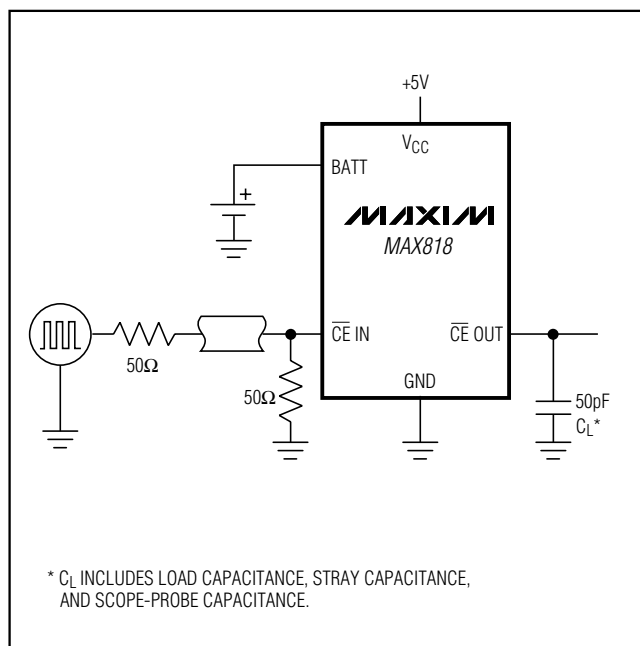 +5V
VCC
BATT
+
MAXIM
MAX818
CE IN
CE OUT
50Ω
50Ω
GND
50pF
CL*
* CL INCLUDES LOAD CAPACITANCE, STRAY CAPACITANCE,
AND SCOPE-PROBE CAPACITANCE.